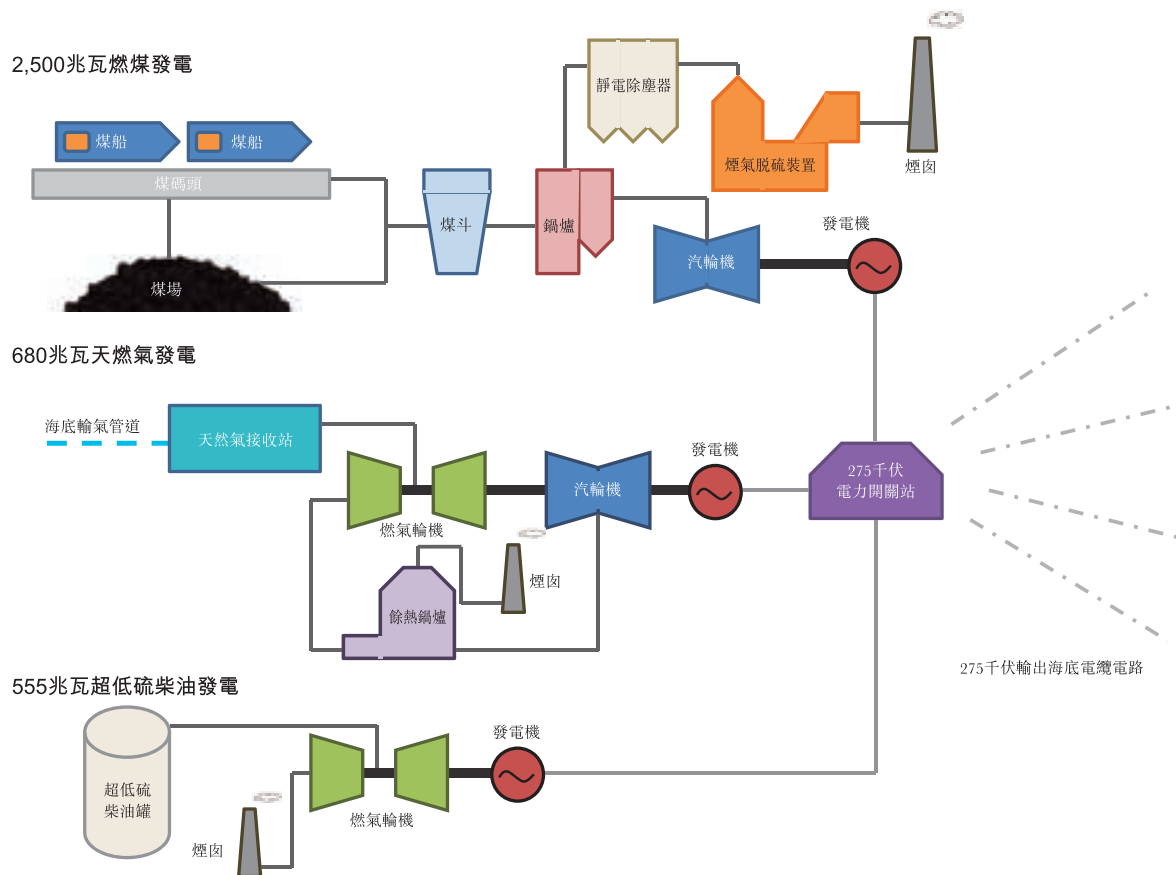 2,500兆瓦燃煤發電
靜電除塵器
煤船
煤船
煙氣脱硫裝置
煙囱
煤碼頭
煤斗
鍋爐
發電機
汽輪機
煤場
680兆瓦天燃氣發電
海底輸氣管道
天然氣接收站
發電機
275千伏
電力開關站
汽輪機
燃氣輪機
煙囱
餘熱鍋爐
275千伏輸出海底電纜電路
555兆瓦超低硫柴油發電
發電機
超低硫
柴油罐
燃氣輪機
煙囱